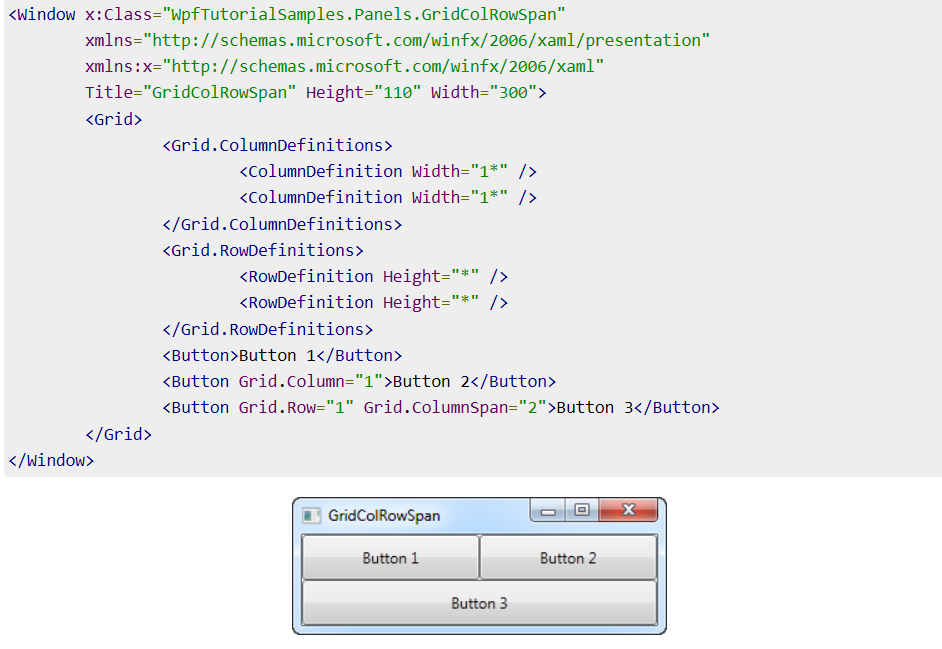 <Window x:Class="WpfTutorialSamples.Panels.GridColRowSpan"
        xmlns="http://schemas.microsoft.com/winfx/2006/xaml/presentation"
        xmlns:x="http://schemas.microsoft.com/winfx/2006/xaml"
        Title="GridColRowSpan" Height="110" Width="300">
        <Grid>
                <Grid.ColumnDefinitions>
                        <ColumnDefinition Width="1*" />
                        <ColumnDefinition Width="1*" />
                </Grid.ColumnDefinitions>
                <Grid.RowDefinitions>
                        <RowDefinition Height="*" />
                        <RowDefinition Height="*" />
                </Grid.RowDefinitions>
                <Button>Button 1</Button>
                <Button Grid.Column="1">Button 2</Button>
                <Button Grid.Row="1" Grid.ColumnSpan="2">Button 3</Button>
        </Grid>
</Window>
GridColRowSpan
Button 1 Button 2
Button 3